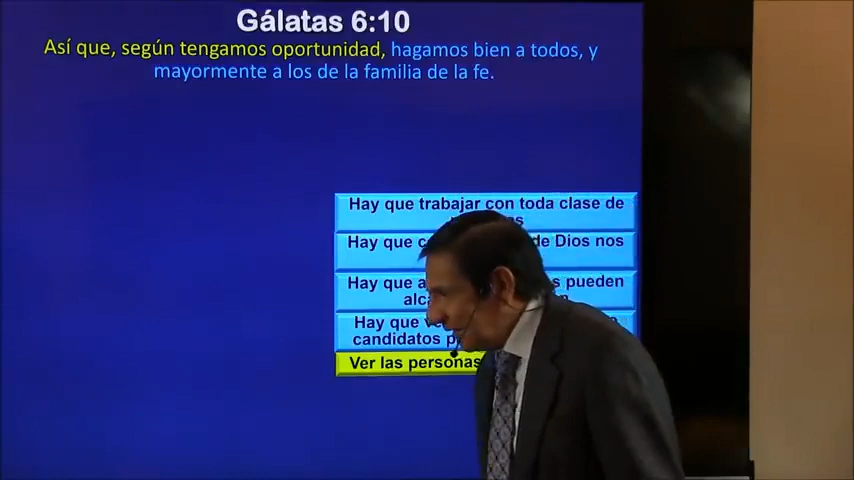 Gálatas 6:10
Así que, según tengamos oportunidad, hagamos bien a todos, y
mayormente a los de la familia de la fe.
Hay que trabajar con toda clase de
Hay que de Dios nos
Hay que pueden
Hay que
candidatos
Ver las personas